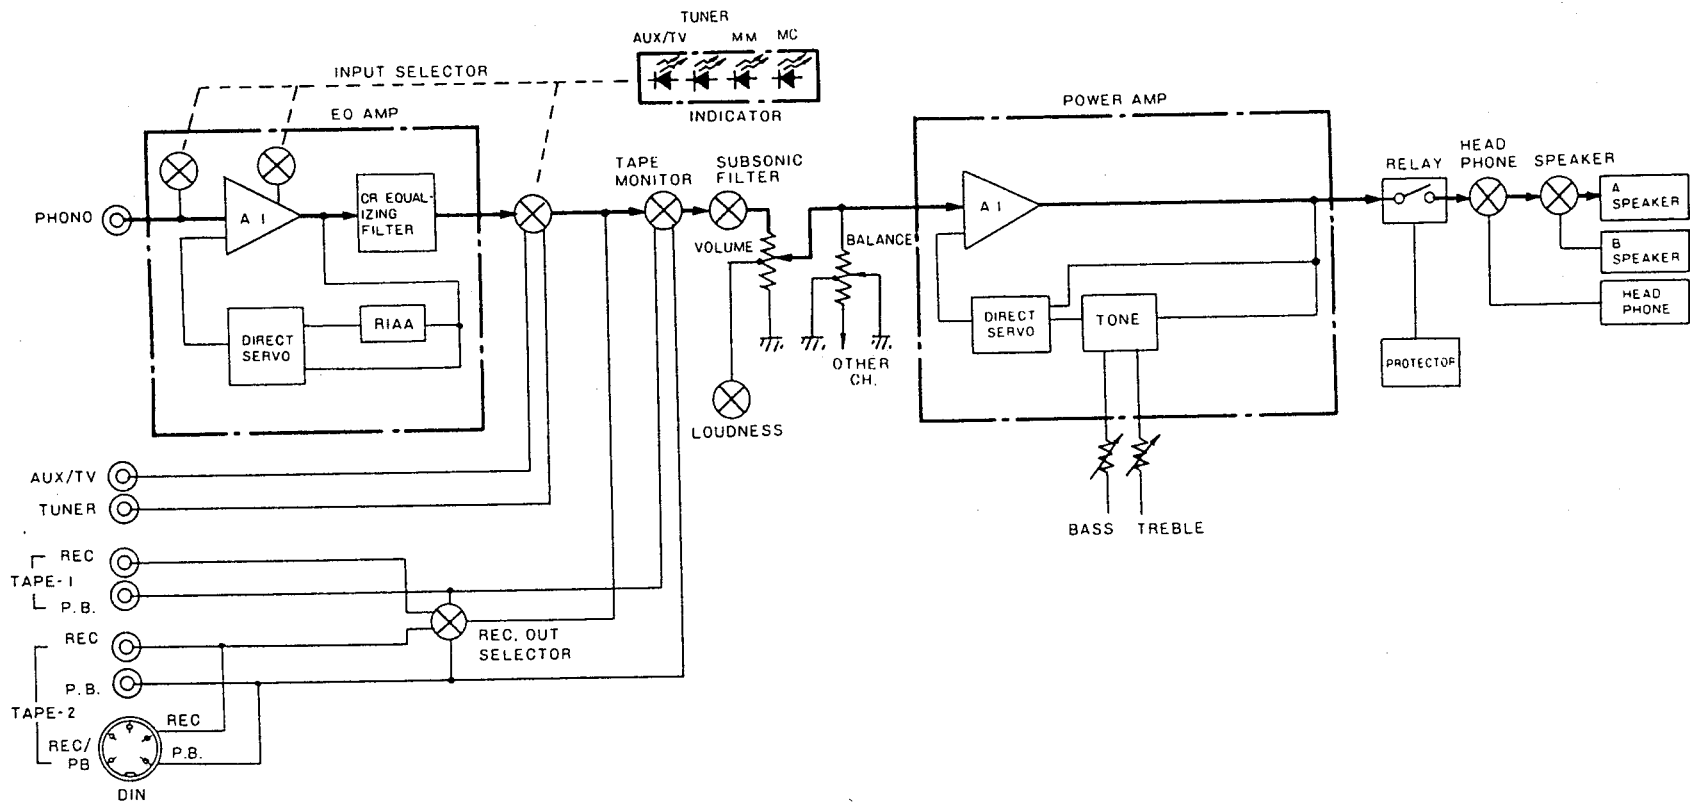 TUNER
AUX/TV
MM
MC
INPUT SELECTOR
INDICATOR
EQ AMP
POWER AMP
PHONO
A I
CR EQUAL-
IZING
FILTER
TAPE
MONITOR
SUBSONIC
FILTER
VOLUME
BALANCE
A I
RELAY
HEAD
PHONE
SPEAKER
A
SPEAKER
B
SPEAKER
HEAD
PHONE
DIRECT
SERVO
RIAA
OTHER
CH.
DIRECT
SERVO
TONE
PROTECTOR
LOUDNESS
AUX/TV
TUNER
BASS
TREBLE
REC
TAPE-1
P.B.
REC
REC, OUT
SELECTOR
P.B.
TAPE-2
REC
REC/
PB
P.B.
DIN